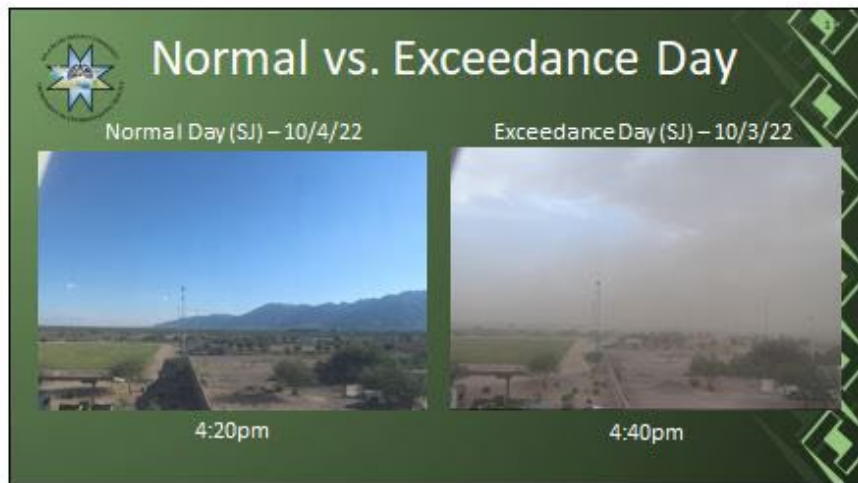 Normal vs. Exceedance Day
Normal Day (SJ) – 10/4/22
Exceedance Day (SJ) – 10/3/22
4:20pm
4:40pm